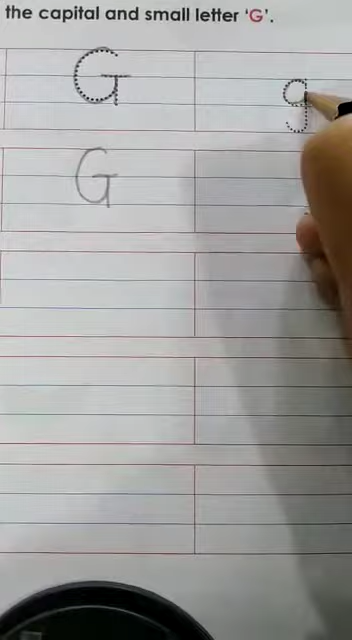 the capital and small letter ‘G’.
G g
G